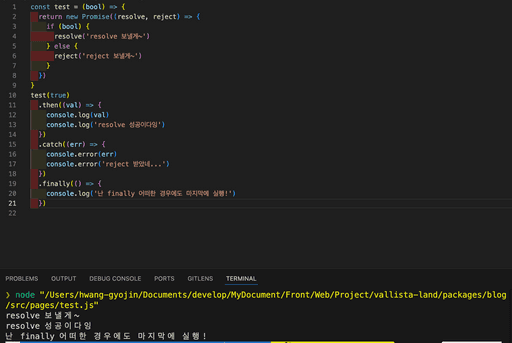 1 const test = (bool) => {
2 return new Promise((resolve, reject) => {
3 if (bool) {
4 resolve('resolve 보낼게~')
5 } else {
6 reject('reject 보낼게~')
7 }
8 })}
9 }
10 test(true)
11 .then((val) => {
12 console.log(val)
13 console.log('resolve 성공이다잉')
14 })
15 .catch((err) => {
16 console.error(err)
17 console.error('reject 받았네...')
18 })
19 .finally(() => {
20 console.log('난 finally 어떠한 경우에도 마지막에 실행!')
21 })
22
PROBLEMS OUTPUT DEBUG CONSOLE PORTS GITLENS TERMINAL
❯ node "/Users/hwang-gyojin/Documents/develop/MyDocument/Front/Web/Project/vallista-land/packages/blog
/src/pages/test.js"
resolve 보낼게~
resolve 성공이다잉
난 finally 어떠한 경우에도 마지막에 실행!